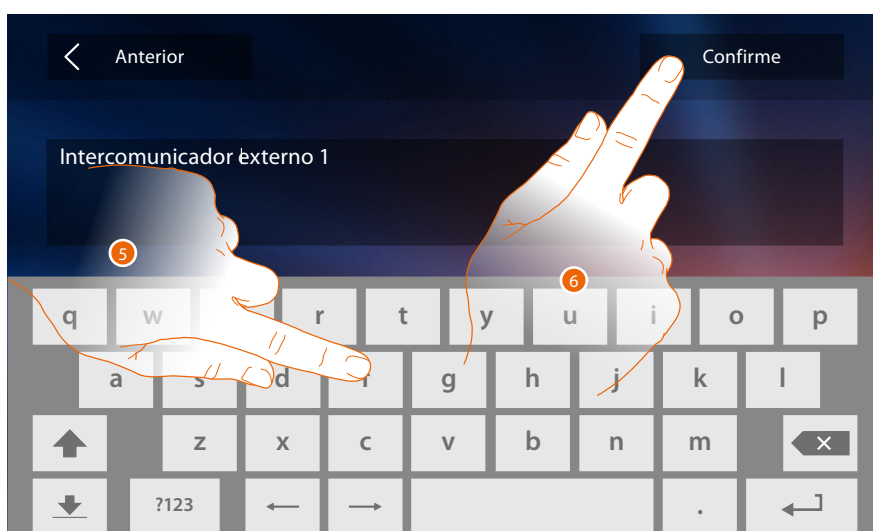 Anterior
Confirme
Intercomunicador externo 1
5
6
q w r t y u i o p
a s d f g h j k l
z x c v b n m
?123 .